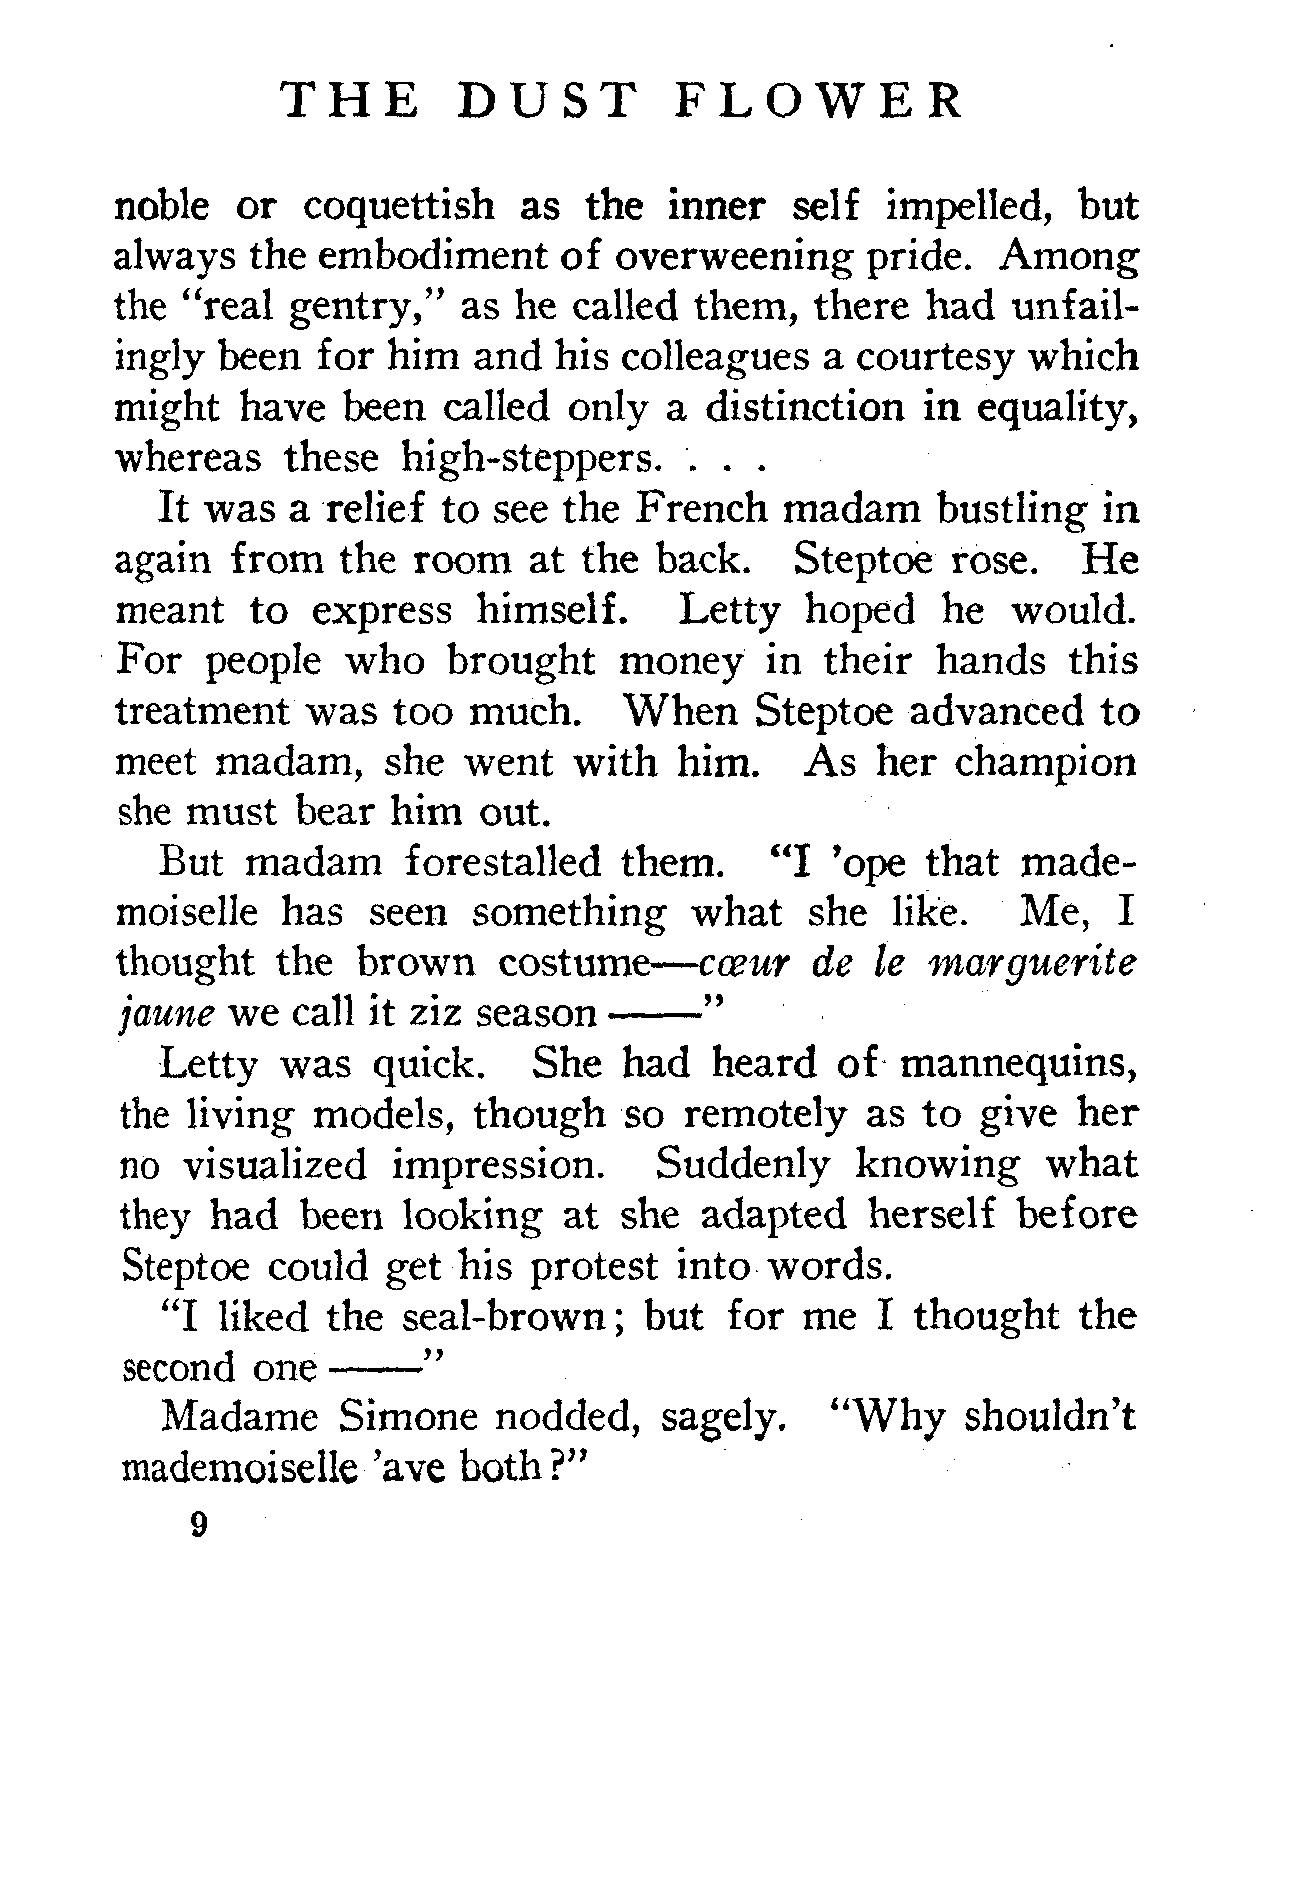 THE DUST FLOWER
noble or coquettish as the inner self impelled, but
always the embodiment of overweening pride. Among
the “real gentry,” as he called them, there had unfail-
ingly been for him and his colleagues a courtesy which
might have been called only a distinction in equality,
whereas these high-steppers. . . .
It was a relief to see the French madam bustling in
again from the room at the back. Steptoe rose. He
meant to express himself. Letty hoped he would.
For people who brought money in their hands this
treatment was too much. When Steptoe advanced to
meet madam, she went with him. As her champion
she must bear him out.
But madam forestalled them. “I ’ope that made-
moiselle has seen something what she like. Me, I
thought the brown costume—cœur de le marguerite
jaune we call it ziz season ——”
Letty was quick. She had heard of mannequins,
the living models, though so remotely as to give her
no visualized impression. Suddenly knowing what
they had been looking at she adapted herself before
Steptoe could get his protest into words.
“I liked the seal-brown; but for me I thought the
second one ——”
Madame Simone nodded, sagely. “Why shouldn’t
mademoiselle ’ave both?”
9